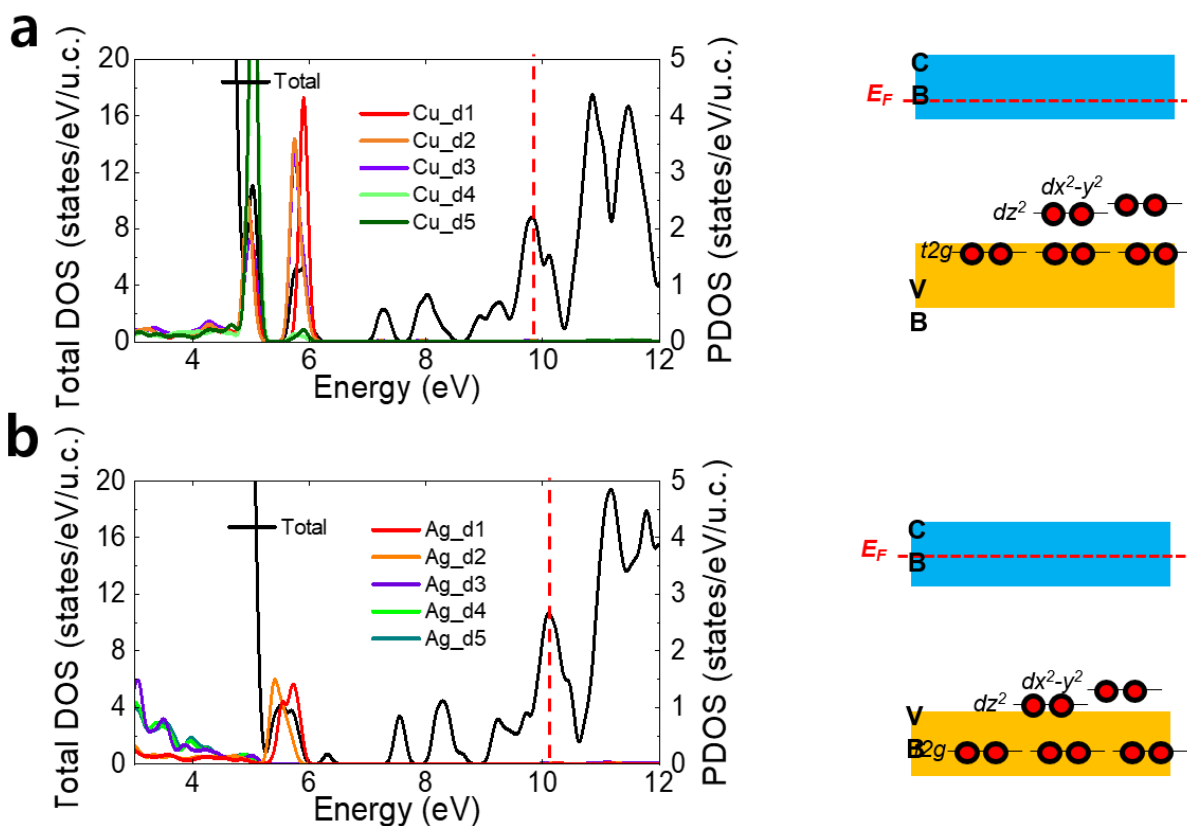 a
Total DOS (states/eV/u.c.)
20
16
12
8
4
0
Total
Cu_d1
Cu_d2
Cu_d3
Cu_d4
Cu_d5
5
4
3
2
1
0
PDOS (states/eV/u.c.)
4 6 8 10 12
Energy (eV)
C
B
EF
dx²-y²
dz²
t2g
V
B
b
Total DOS (states/eV/u.c.)
20
16
12
8
4
0
Total
Ag_d1
Ag_d2
Ag_d3
Ag_d4
Ag_d5
5
4
3
2
1
0
PDOS (states/eV/u.c.)
4 6 8 10 12
Energy (eV)
C
B
EF
dx²-y²
dz²
V
B
t2g